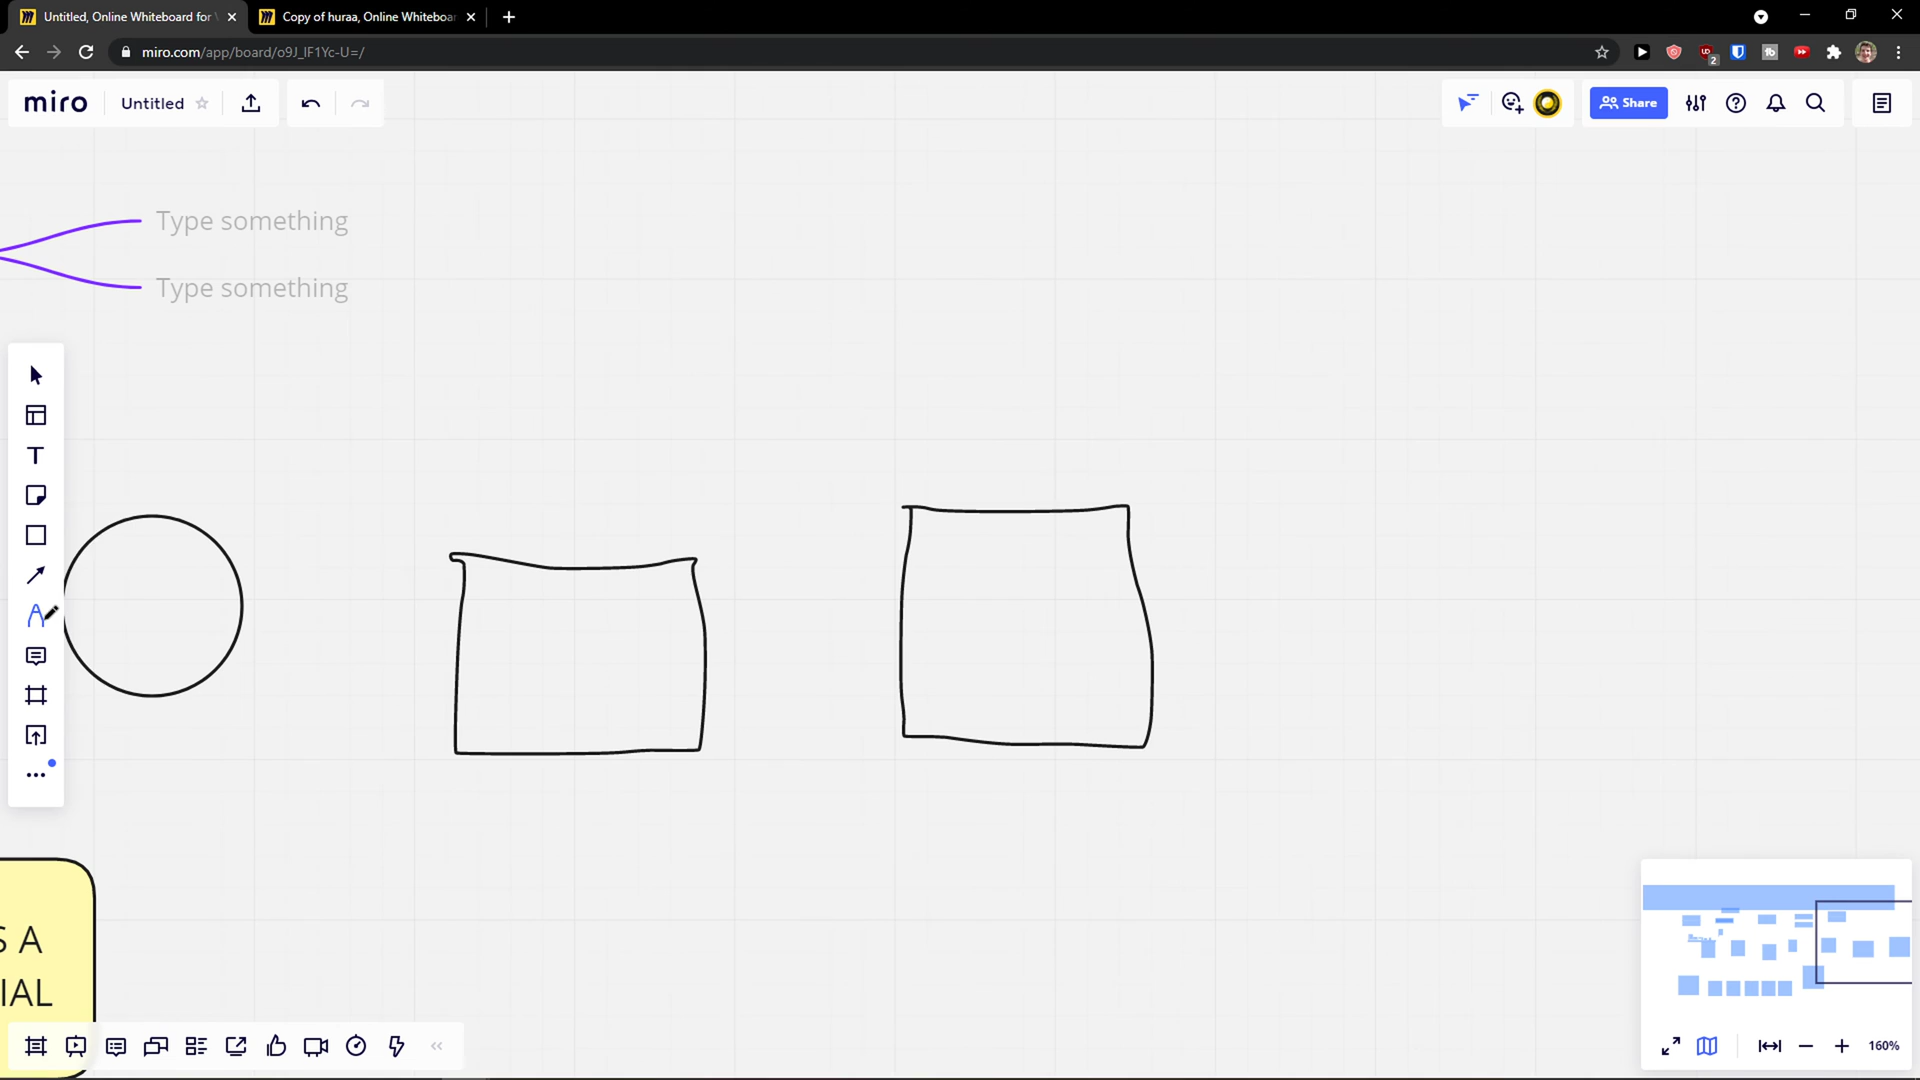 Untitled, Online Whiteboard for
Copy of huraa, Online Whiteboar
miro.com/app/board/o9J_lF1Yc-U=/
2
miro
Untitled
Share
Type something
Type something
S A
IAL
160%